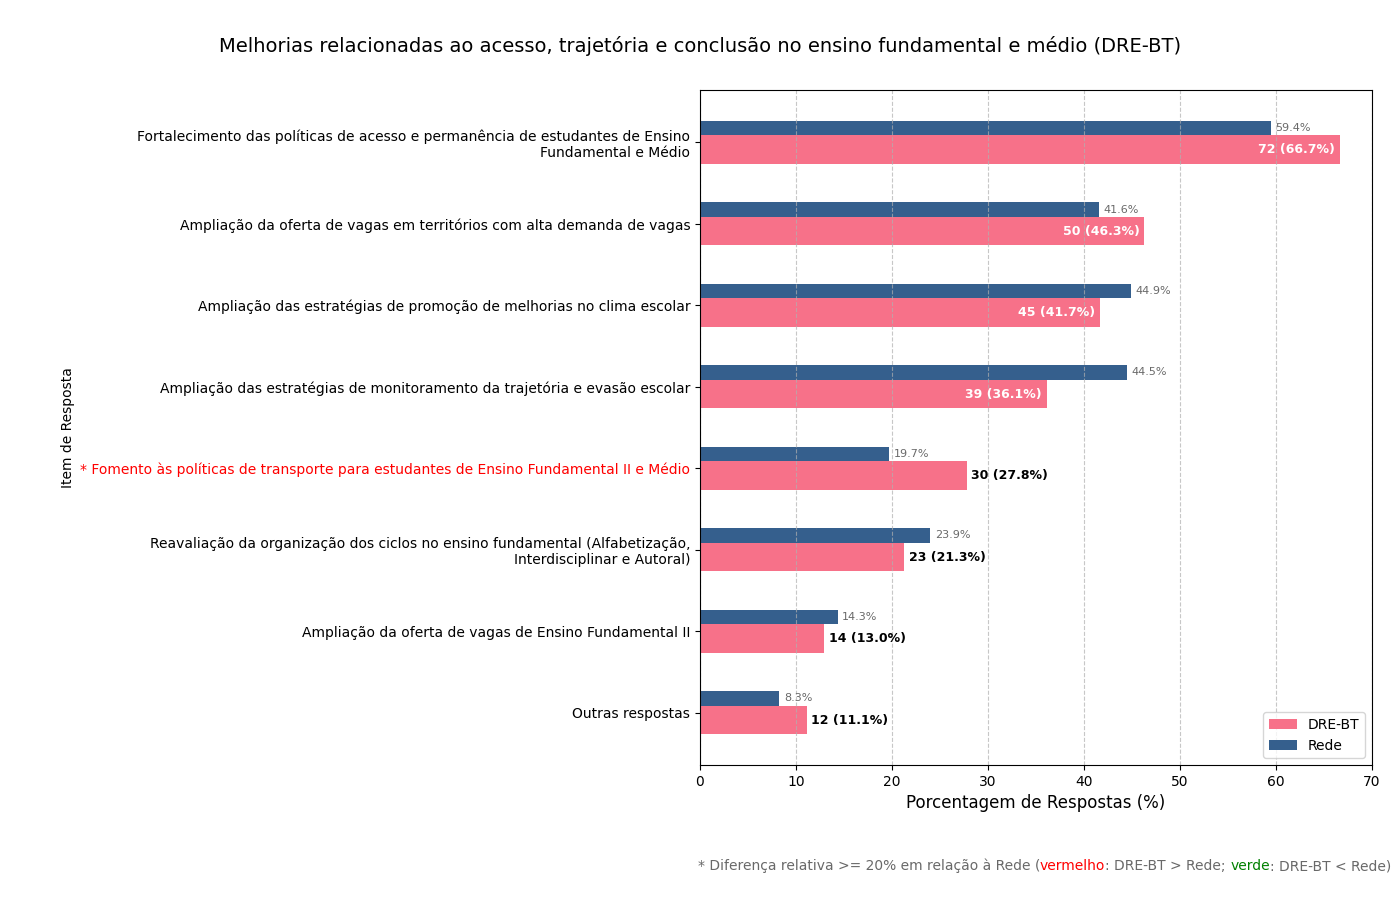 Melhorias relacionadas ao acesso, trajetória e conclusão no ensino fundamental e médio (DRE-BT)
Item de Resposta
Fortalecimento das políticas de acesso e permanência de estudantes de Ensino
Fundamental e Médio
59.4%
72 (66.7%)
Ampliação da oferta de vagas em territórios com alta demanda de vagas
41.6%
50 (46.3%)
Ampliação das estratégias de promoção de melhorias no clima escolar
44.9%
45 (41.7%)
Ampliação das estratégias de monitoramento da trajetória e evasão escolar
44.5%
39 (36.1%)
* Fomento às políticas de transporte para estudantes de Ensino Fundamental II e Médio
19.7%
30 (27.8%)
Reavaliação da organização dos ciclos no ensino fundamental (Alfabetização,
Interdisciplinar e Autoral)
23.9%
23 (21.3%)
Ampliação da oferta de vagas de Ensino Fundamental II
14.3%
14 (13.0%)
Outras respostas
8.3%
12 (11.1%)
DRE-BT
Rede
0 10 20 30 40 50 60 70
Porcentagem de Respostas (%)
* Diferença relativa >= 20% em relação à Rede (vermelho: DRE-BT > Rede; verde: DRE-BT < Rede)